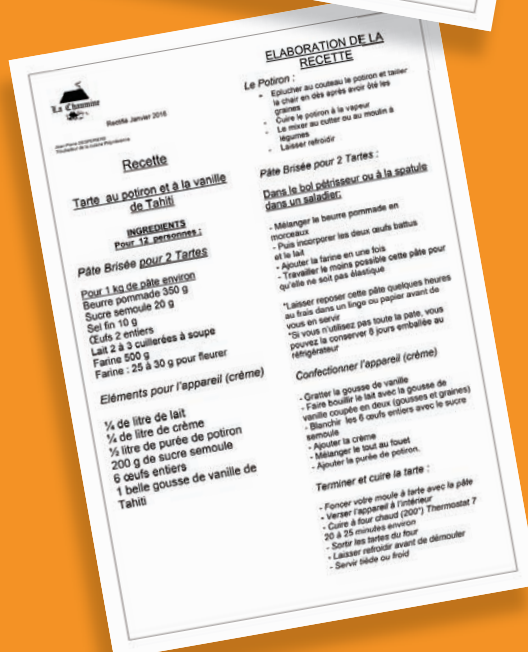 La Chaumine
Rectifié Janvier 2016
Recette
Tarte au potiron et à la vanille
de Tahiti
INGREDIENTS
Pour 12 personnes :
Pâte Brisée pour 2 Tartes
Pour 1 kg de pâte environ
Beurre pommade 350 g
Sucre semoule 20 g
Sel fin 10 g
Œufs 2 entiers
Lait 2 à 3 cuillerées à soupe
Farine 500 g
Farine : 25 à 30 g pour fleurer
Eléments pour l'appareil (crème)
¼ de litre de lait
¼ de litre de crème
½ litre de purée de potiron
200 g de sucre semoule
6 œufs entiers
1 belle gousse de vanille de
Tahiti
ELABORATION DE LA
RECETTE
Le Potiron :
- Eplucher au couteau le potiron et tailler
la chair en dés après avoir ôté les
graines
- Cuire le potiron à la vapeur
- Le mixer au cutter ou au moulin à
légumes
- Laisser refroidir
Pâte Brisée pour 2 Tartes :
Dans le bol pétrisseur ou à la spatule
dans un saladier:
- Mélanger le beurre pommade en
morceaux
- Puis incorporer les deux œufs battus
et le lait
- Ajouter la farine en une fois
- Travailler le moins possible cette pâte pour
qu'elle ne soit pas élastique
*Laisser reposer cette pâte quelques heures
au frais dans un linge ou papier avant de
vous en servir
*Si vous n'utilisez pas toute la pate, vous
pouvez la conserver 8 jours emballée au
réfrigérateur
Confectionner l'appareil (crème)
- Gratter la gousse de vanille
- Faire bouillir le lait avec la gousse de
vanille coupée en deux (gousses et graines)
- Blanchir les 6 œufs entiers avec le sucre
semoule
- Ajouter la crème
- Mélanger le tout au fouet
- Ajouter la purée de potiron.
Terminer et cuire la tarte :
- Foncer votre moule à tarte avec la pâte
- Verser l'appareil à l'intérieur
- Cuire à four chaud (200°) Thermostat 7
20 à 25 minutes environ
- Sortir les tartes du four
- Laisser refroidir avant de démouler
- Servir tiède ou froid